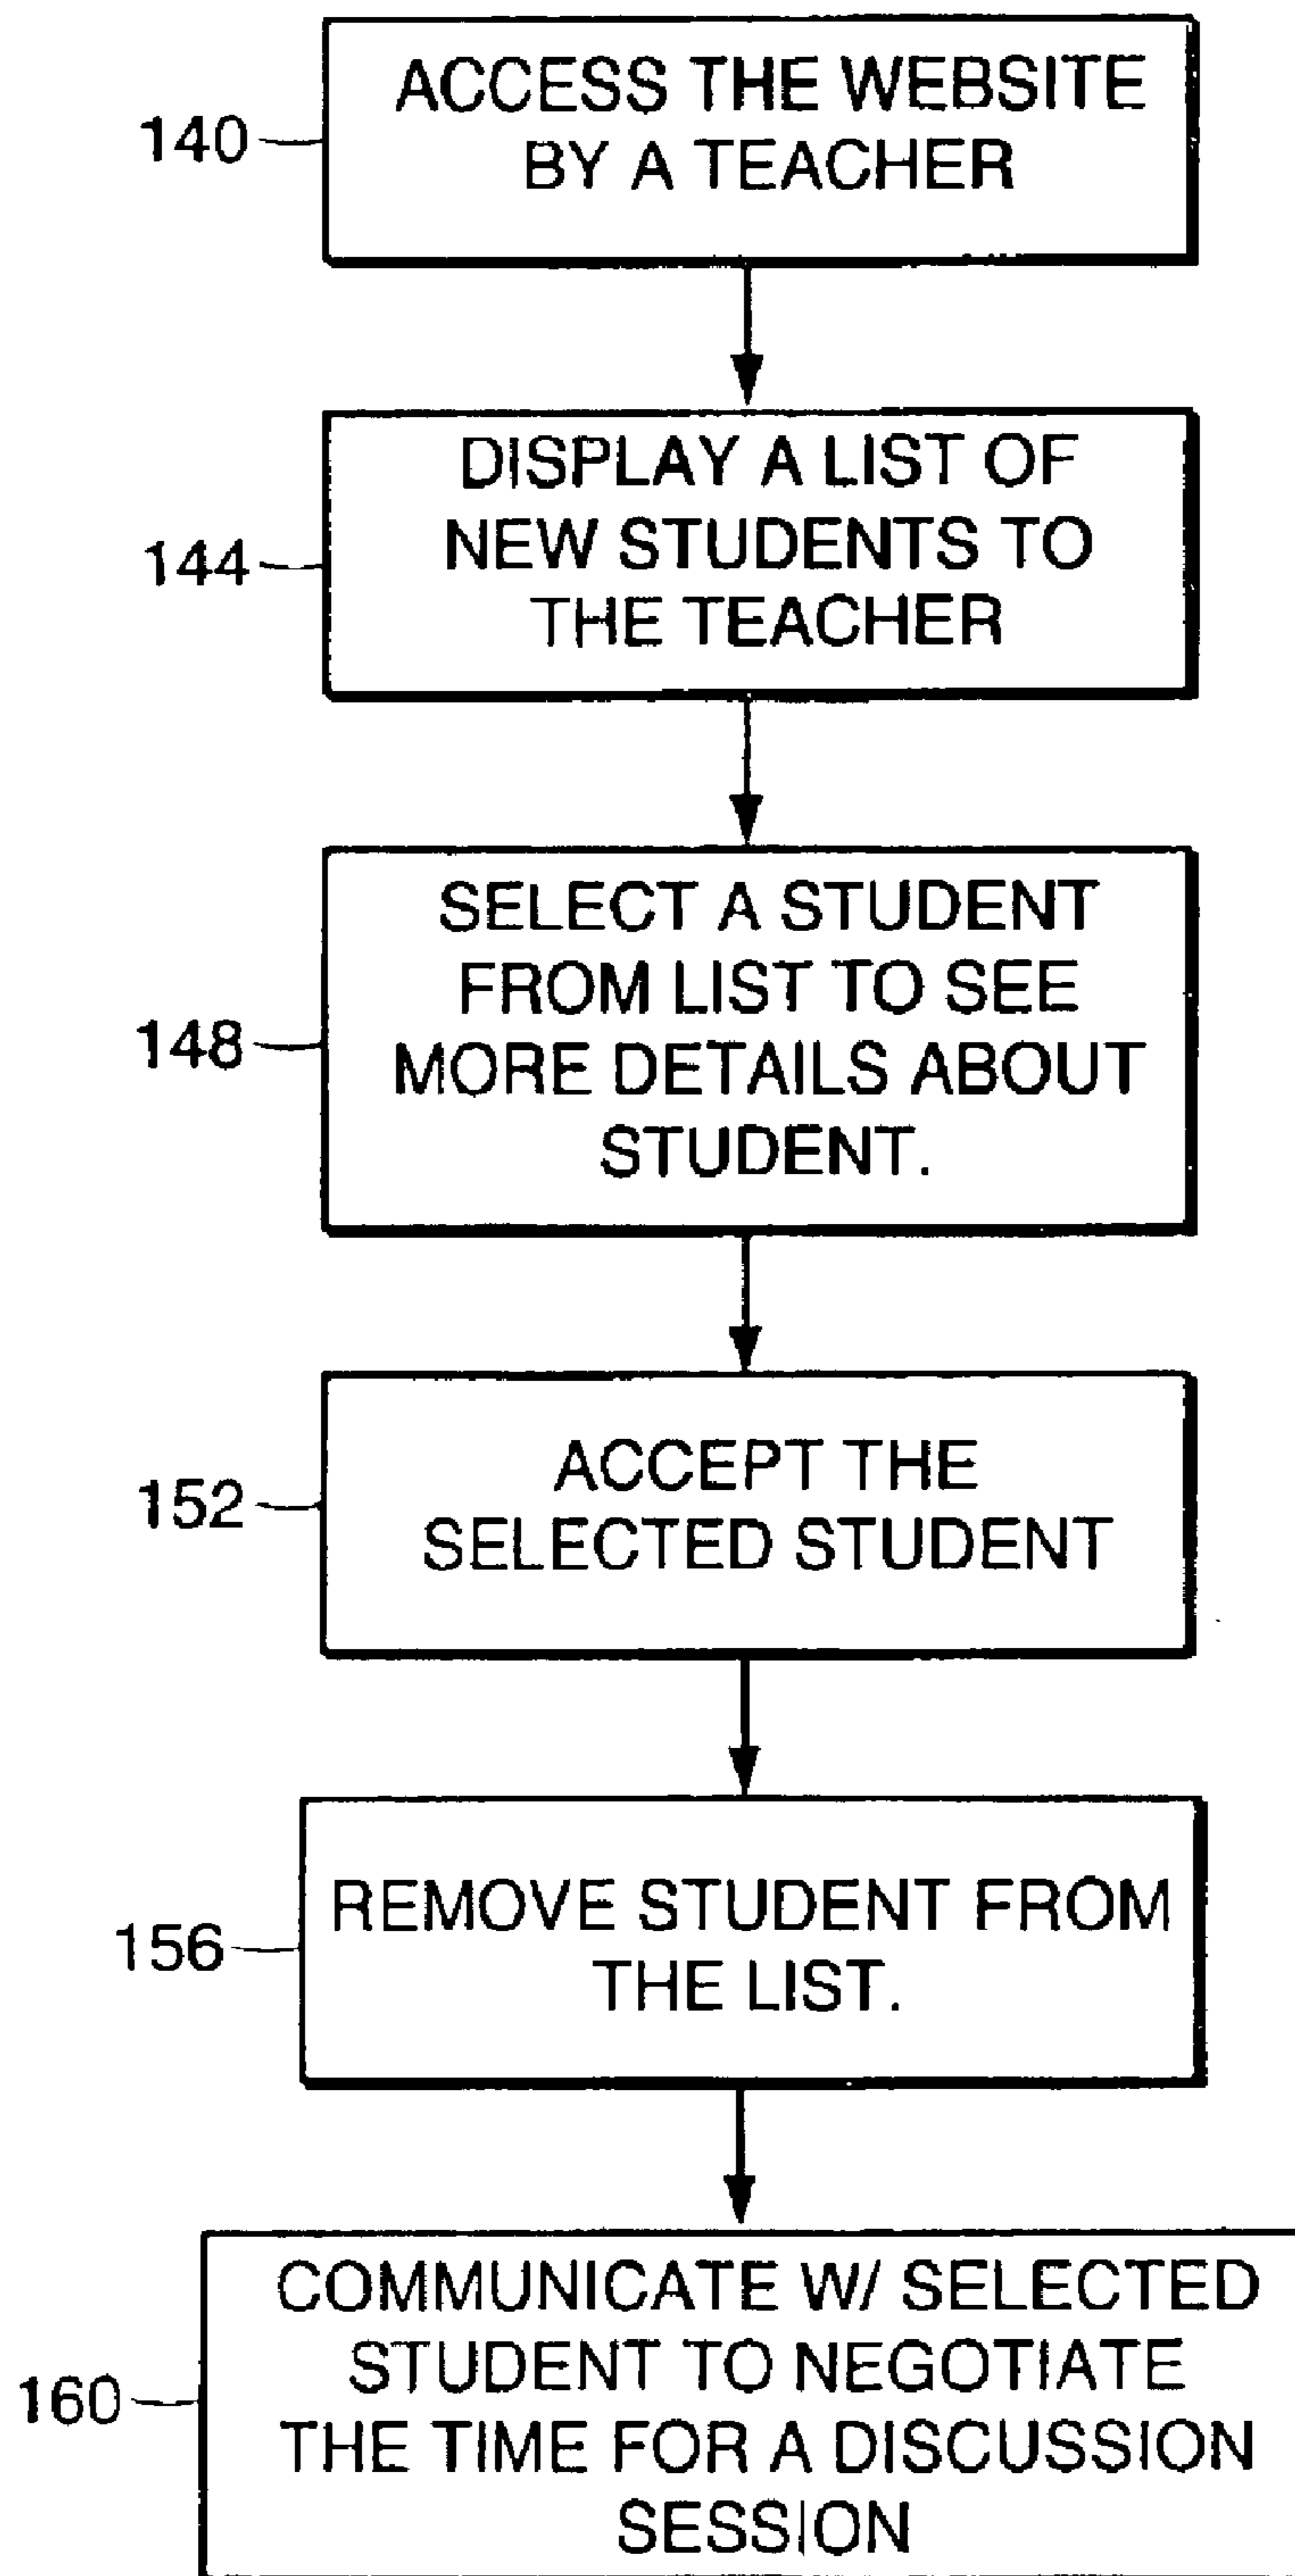 ACCESS THE WEBSITE
BY A TEACHER
140
DISPLAY A LIST OF
NEW STUDENTS TO
THE TEACHER
144
SELECT A STUDENT
FROM LIST TO SEE
MORE DETAILS ABOUT
STUDENT.
148
ACCEPT THE
SELECTED STUDENT
152
REMOVE STUDENT FROM
THE LIST.
156
COMMUNICATE W/ SELECTED
STUDENT TO NEGOTIATE
THE TIME FOR A DISCUSSION
SESSION
160